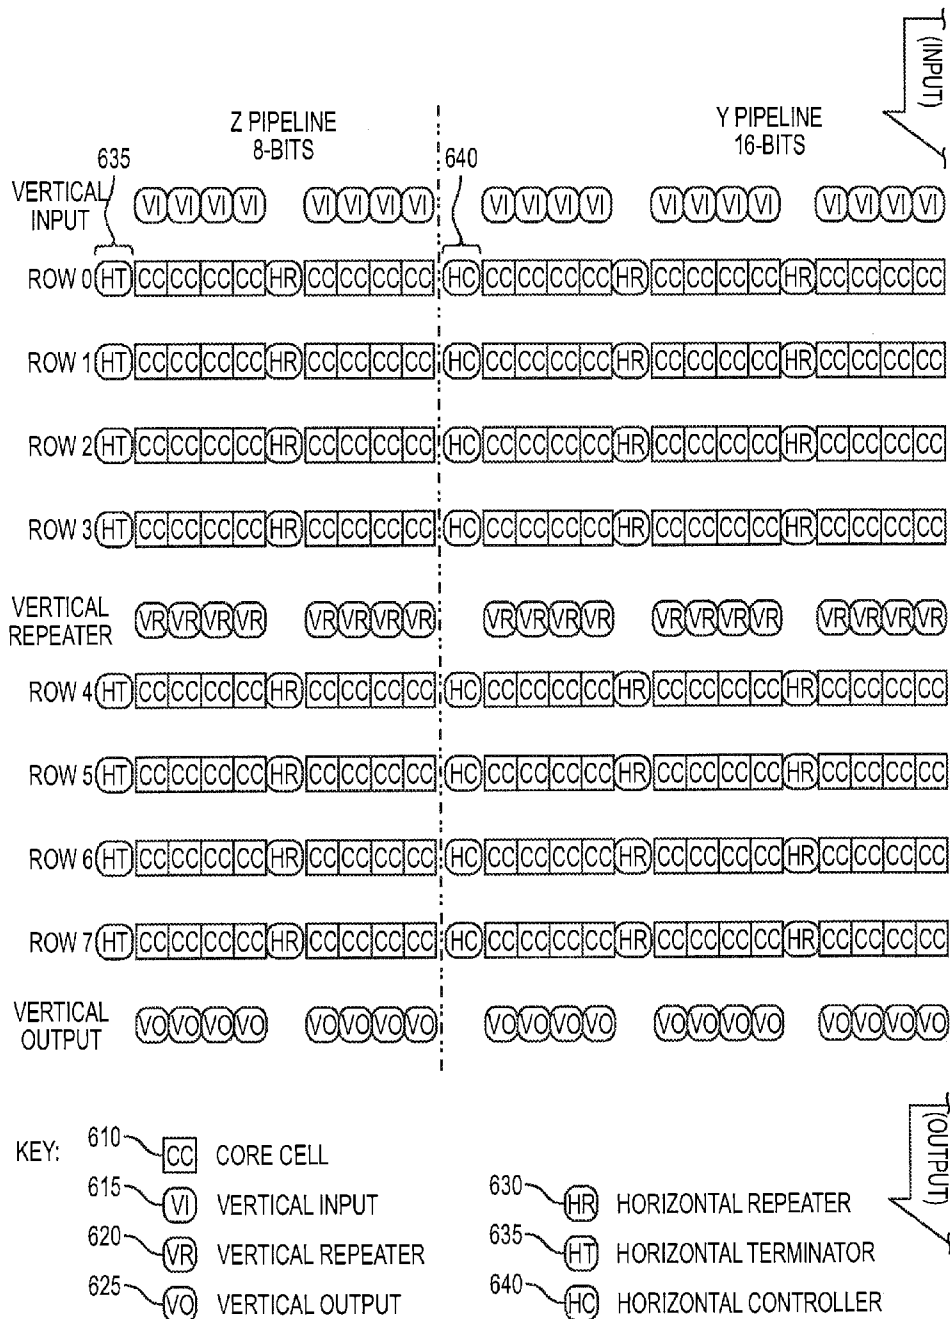 (INPUT)
Z PIPELINE
8-BITS
Y PIPELINE
16-BITS
635
640
VERTICAL
INPUT
VI VI VI VI VI VI VI VI VI VI VI VI VI VI VI VI VI VI VI VI
ROW 0 HT CC CC CC CC HR CC CC CC CC HC CC CC CC CC HR CC CC CC CC HR CC CC CC CC
ROW 1 HT CC CC CC CC HR CC CC CC CC HC CC CC CC CC HR CC CC CC CC HR CC CC CC CC
ROW 2 HT CC CC CC CC HR CC CC CC CC HC CC CC CC CC HR CC CC CC CC HR CC CC CC CC
ROW 3 HT CC CC CC CC HR CC CC CC CC HC CC CC CC CC HR CC CC CC CC HR CC CC CC CC
VERTICAL
REPEATER
VR VR VR VR VR VR VR VR VR VR VR VR VR VR VR VR VR VR VR VR
ROW 4 HT CC CC CC CC HR CC CC CC CC HC CC CC CC CC HR CC CC CC CC HR CC CC CC CC
ROW 5 HT CC CC CC CC HR CC CC CC CC HC CC CC CC CC HR CC CC CC CC HR CC CC CC CC
ROW 6 HT CC CC CC CC HR CC CC CC CC HC CC CC CC CC HR CC CC CC CC HR CC CC CC CC
ROW 7 HT CC CC CC CC HR CC CC CC CC HC CC CC CC CC HR CC CC CC CC HR CC CC CC CC
VERTICAL
OUTPUT
VO VO VO VO VO VO VO VO VO VO VO VO VO VO VO VO VO VO VO VO
(OUTPUT)
KEY:
610 CC CORE CELL
615 VI VERTICAL INPUT
620 VR VERTICAL REPEATER
625 VO VERTICAL OUTPUT
630 HR HORIZONTAL REPEATER
635 HT HORIZONTAL TERMINATOR
640 HC HORIZONTAL CONTROLLER